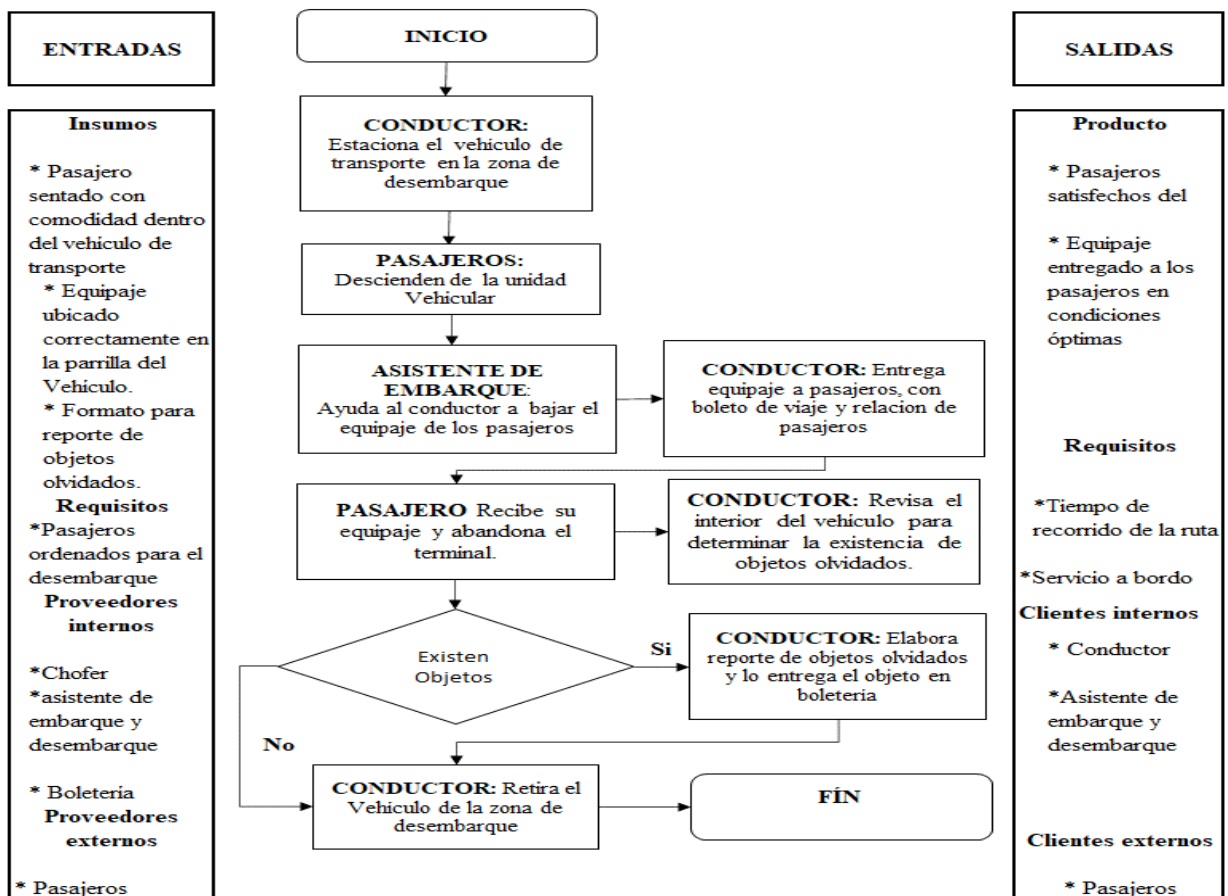 ENTRADAS
Insumos
* Pasajero
sentado con
comodidad dentro
del vehículo de
transporte
* Equipaje
ubicado
correctamente en
la parrilla del
Vehículo.
* Formato para
reporte de
objetos
olvidados.
Requisitos
*Pasajeros
ordenados para el
desembarque
Proveedores
internos
*Chofer
*asistente de
embarque y
desembarque
* Boletería
Proveedores
externos
* Pasajeros
INICIO
CONDUCTOR:
Estaciona el vehículo de
transporte en la zona de
desembarque
PASAJEROS:
Descienden de la unidad
Vehicular
ASISTENTE DE
EMBARQUE:
Ayuda al conductor a bajar el
equipaje de los pasajeros
CONDUCTOR: Entrega
equipaje a pasajeros, con
boleto de viaje y relacion de
pasajeros
PASAJERO Recibe su
equipaje y abandona el
terminal.
CONDUCTOR: Revisa el
interior del vehículo para
determinar la existencia de
objetos olvidados.
Existen
Objetos
Si
CONDUCTOR: Elabora
reporte de objetos olvidados
y lo entrega el objeto en
boletería
No
CONDUCTOR: Retira el
Vehículo de la zona de
desembarque
FÍN
SALIDAS
Producto
* Pasajeros
satisfechos del
* Equipaje
entregado a los
pasajeros en
condiciones
óptimas
Requisitos
*Tiempo de
recorrido de la ruta
*Servicio a bordo
Clientes internos
* Conductor
*Asistente de
embarque y
desembarque
Clientes externos
* Pasajeros